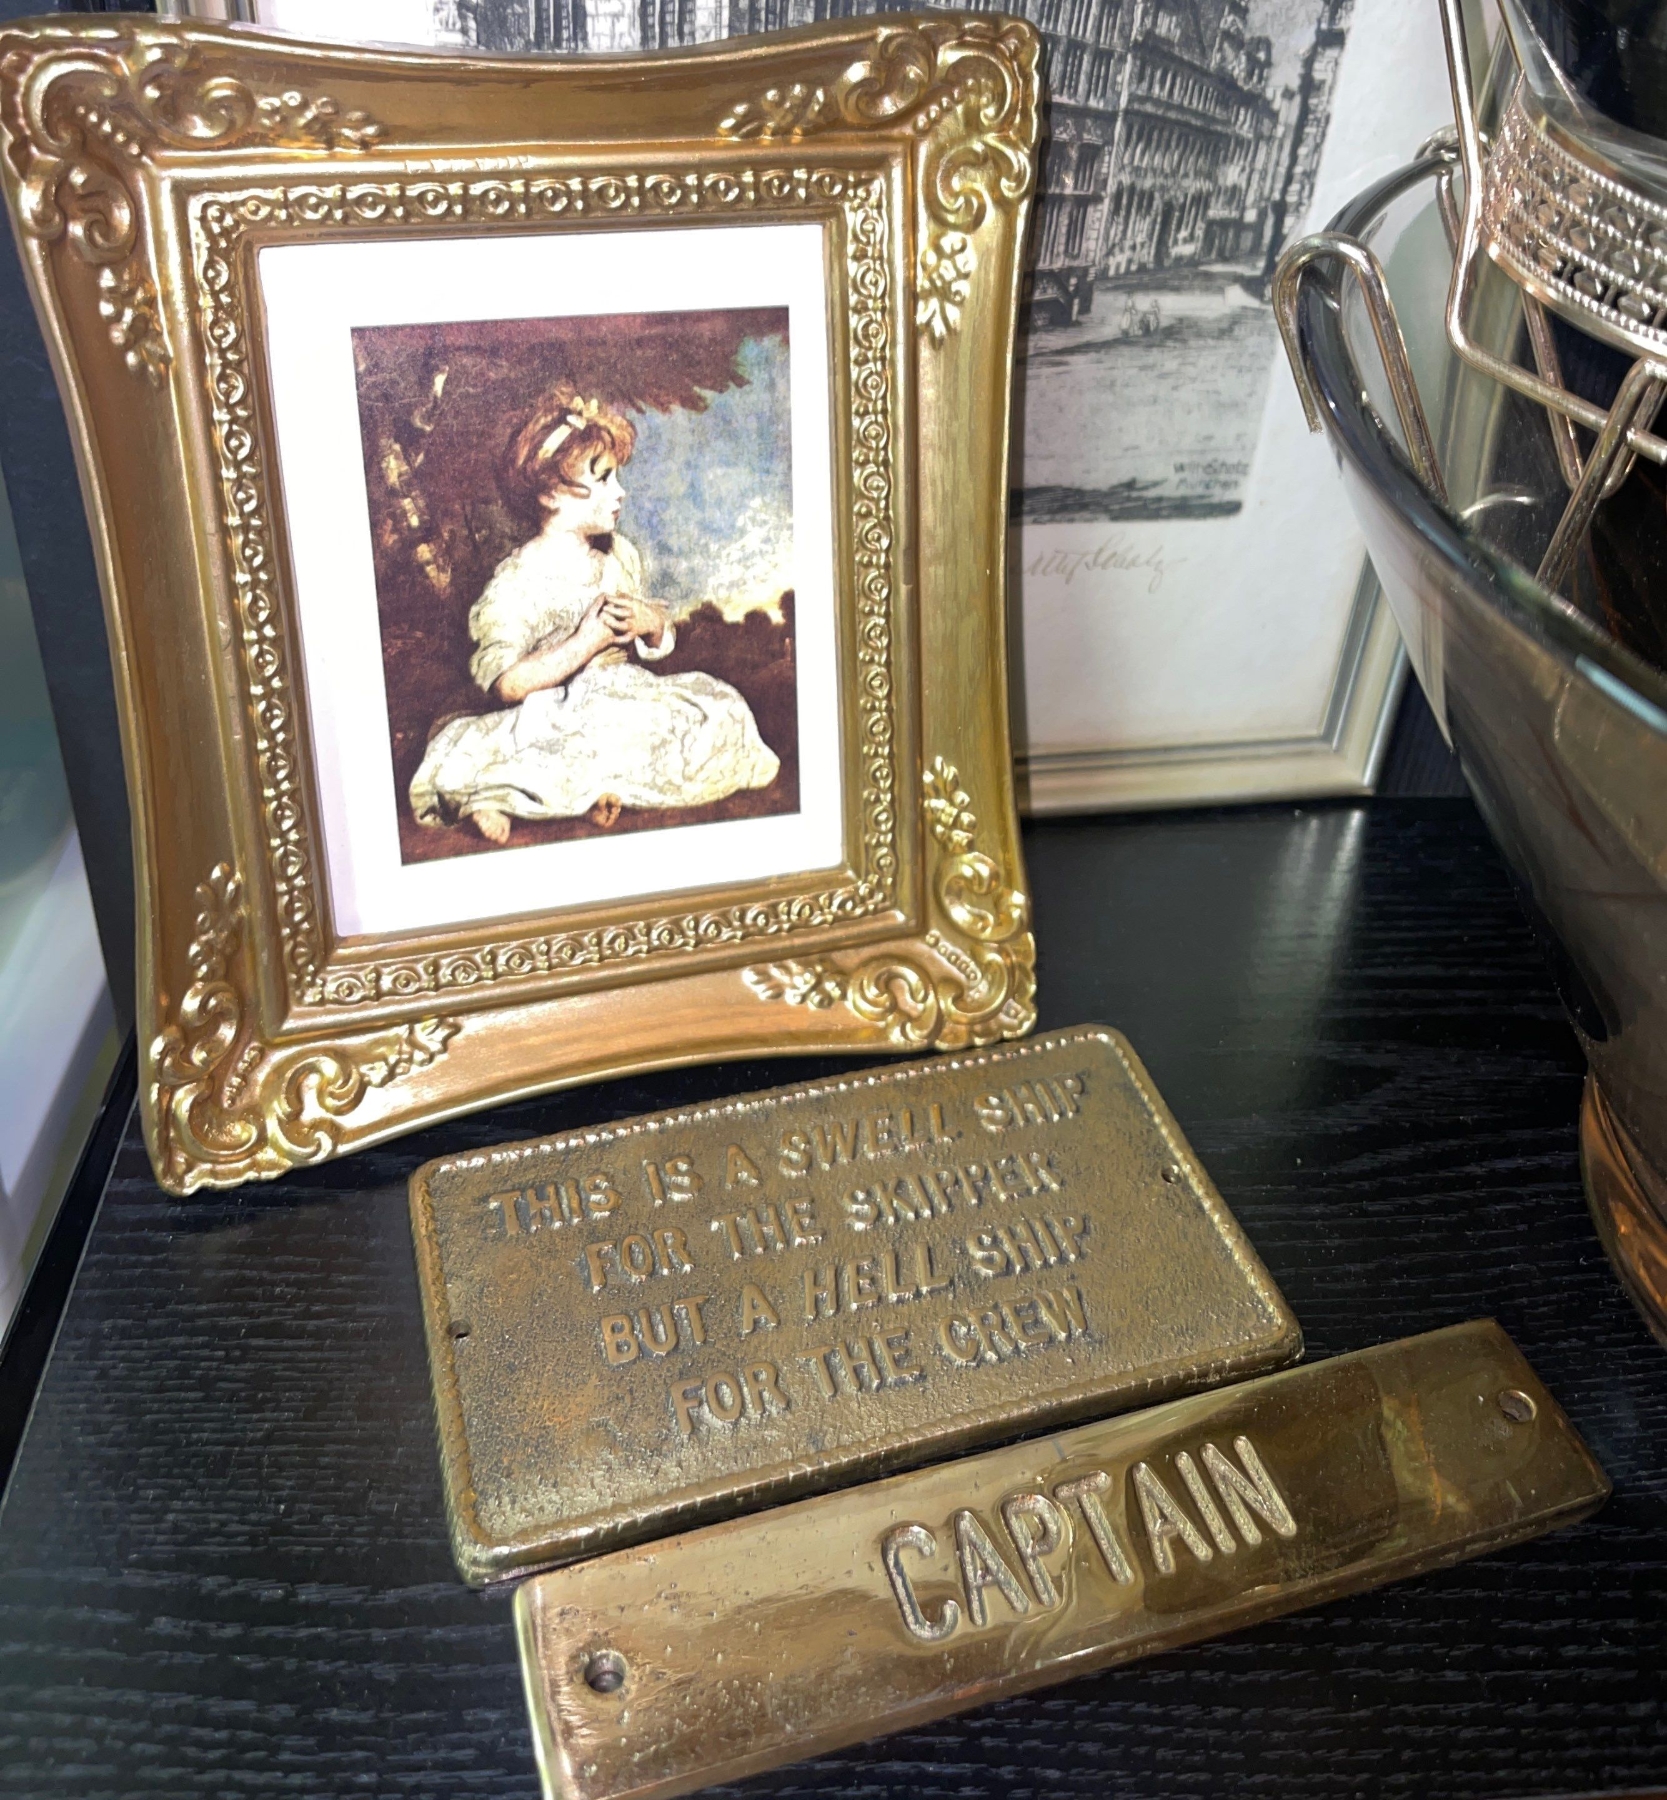 THIS IS A SWELL SHIP
FOR THE SKIPPER
BUT A HELL SHIP
FOR THE CREW
CAPTAIN